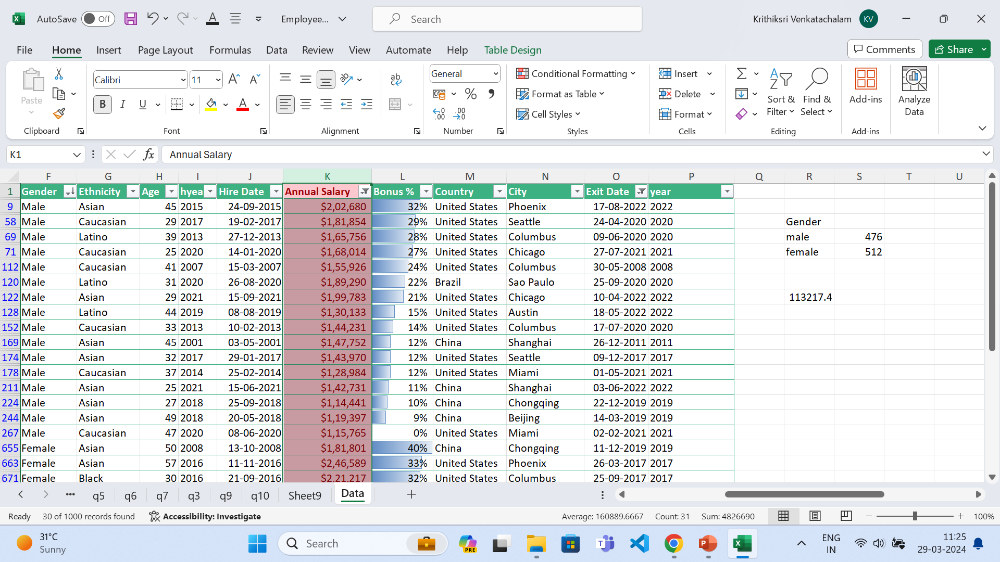 AutoSave Off Employee... Search Krithiksri Venkatachalam KV
File Home Insert Page Layout Formulas Data Review View Automate Help Table Design Comments Share
Paste Calibri 11 General Conditional Formatting Format as Table Cell Styles Insert Delete Format Sort & Filter Find & Select Add-ins Analyze Data
Clipboard Font Alignment Number Styles Cells Editing Add-ins
K1 fx Annual Salary
F G H I J K L M N O P Q R S T U
1 Gender Ethnicity Age hyea Hire Date Annual Salary Bonus % Country City Exit Date year
9 Male Asian 45 2015 24-09-2015 $2,02,680 32% United States Phoenix 17-08-2022 2022
58 Male Caucasian 29 2017 19-02-2017 $1,81,854 29% United States Seattle 24-04-2020 2020 Gender
69 Male Latino 39 2013 27-12-2013 $1,65,756 28% United States Columbus 09-06-2020 2020 male 476
71 Male Caucasian 25 2020 14-01-2020 $1,68,014 27% United States Chicago 27-07-2021 2021 female 512
112 Male Caucasian 41 2007 15-03-2007 $1,55,926 24% United States Columbus 30-05-2008 2008
120 Male Latino 31 2020 26-08-2020 $1,89,290 22% Brazil Sao Paulo 25-09-2020 2020
122 Male Asian 29 2021 15-09-2021 $1,99,783 21% United States Chicago 10-04-2022 2022 113217.4
128 Male Latino 44 2019 08-08-2019 $1,30,133 15% United States Austin 18-05-2022 2022
152 Male Caucasian 33 2013 10-02-2013 $1,44,231 14% United States Columbus 17-07-2020 2020
169 Male Asian 45 2001 03-05-2001 $1,47,752 12% China Shanghai 26-12-2011 2011
174 Male Asian 32 2017 29-01-2017 $1,43,970 12% United States Seattle 09-12-2017 2017
178 Male Caucasian 37 2014 25-02-2014 $1,28,984 12% United States Miami 01-05-2021 2021
211 Male Asian 25 2021 15-06-2021 $1,42,731 11% China Shanghai 03-06-2022 2022
224 Male Asian 27 2018 25-09-2018 $1,14,441 10% China Chongqing 22-12-2019 2019
244 Male Asian 49 2018 20-05-2018 $1,19,397 9% China Beijing 14-03-2019 2019
267 Male Caucasian 47 2020 08-06-2020 $1,15,765 0% United States Miami 02-02-2021 2021
655 Female Asian 50 2008 13-10-2008 $1,81,801 40% China Chongqing 11-12-2019 2019
663 Female Asian 57 2016 11-11-2016 $2,46,589 33% United States Phoenix 26-03-2017 2017
671 Female Black 30 2016 21-09-2016 $2,21,217 32% United States Columbus 25-09-2017 2017
q5 q6 q7 q3 q9 q10 Sheet9 Data
Ready 30 of 1000 records found Accessibility: Investigate Average: 160889.6667 Count: 31 Sum: 4826690 100%
31°C Sunny Search PRE ENG IN 11:25 29-03-2024